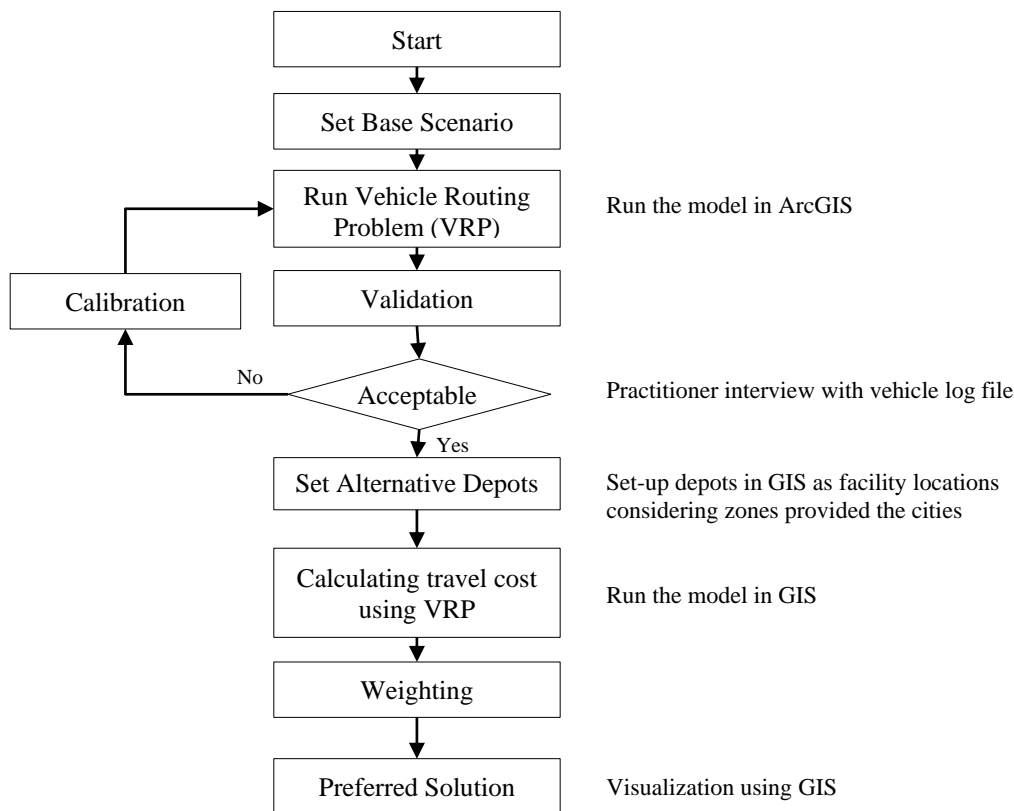 Start
Set Base Scenario
Run Vehicle Routing
Problem (VRP)
Run the model in ArcGIS
Calibration
Validation
No
Acceptable
Practitioner interview with vehicle log file
Yes
Set Alternative Depots
Set-up depots in GIS as facility locations
considering zones provided the cities
Calculating travel cost
using VRP
Run the model in GIS
Weighting
Preferred Solution
Visualization using GIS